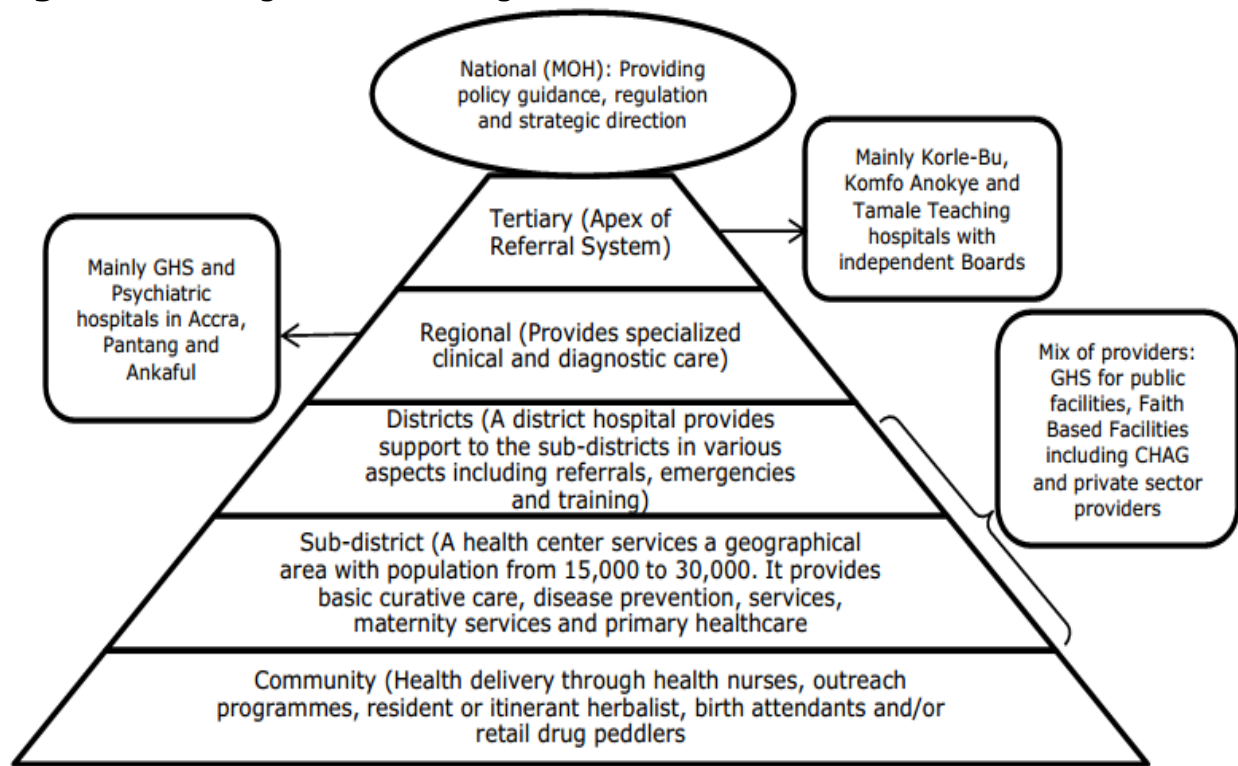 National (MOH): Providing
policy guidance, regulation
and strategic direction
Mainly Korle-Bu,
Komfo Anokye and
Tamale Teaching
hospitals with
independent Boards
Tertiary (Apex of
Referral System)
Mainly GHS and
Psychiatric
hospitals in Accra,
Pantang and
Ankaful
Regional (Provides specialized
clinical and diagnostic care)
Mix of providers:
GHS for public
facilities, Faith
Based Facilities
including CHAG
and private sector
providers
Districts (A district hospital provides
support to the sub-districts in various
aspects including referrals, emergencies
and training)
Sub-district (A health center services a geographical
area with population from 15,000 to 30,000. It provides
basic curative care, disease prevention, services,
maternity services and primary healthcare
Community (Health delivery through health nurses, outreach
programmes, resident or itinerant herbalist, birth attendants and/or
retail drug peddlers